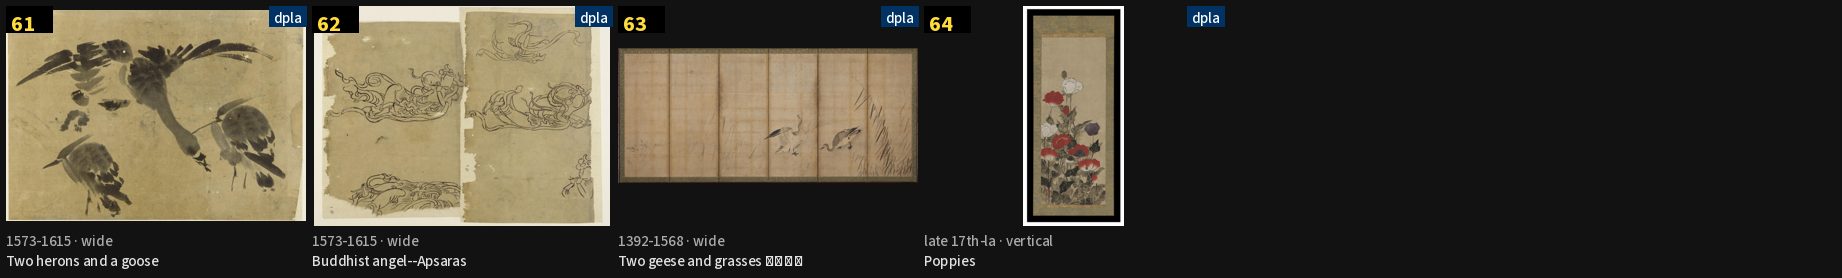 61
dpla
62
dpla
63
dpla
64
dpla
1573-1615 · wide
Two herons and a goose
1573-1615 · wide
Buddhist angel--Apsaras
1392-1568 · wide
Two geese and grasses
late 17th-la · vertical
Poppies